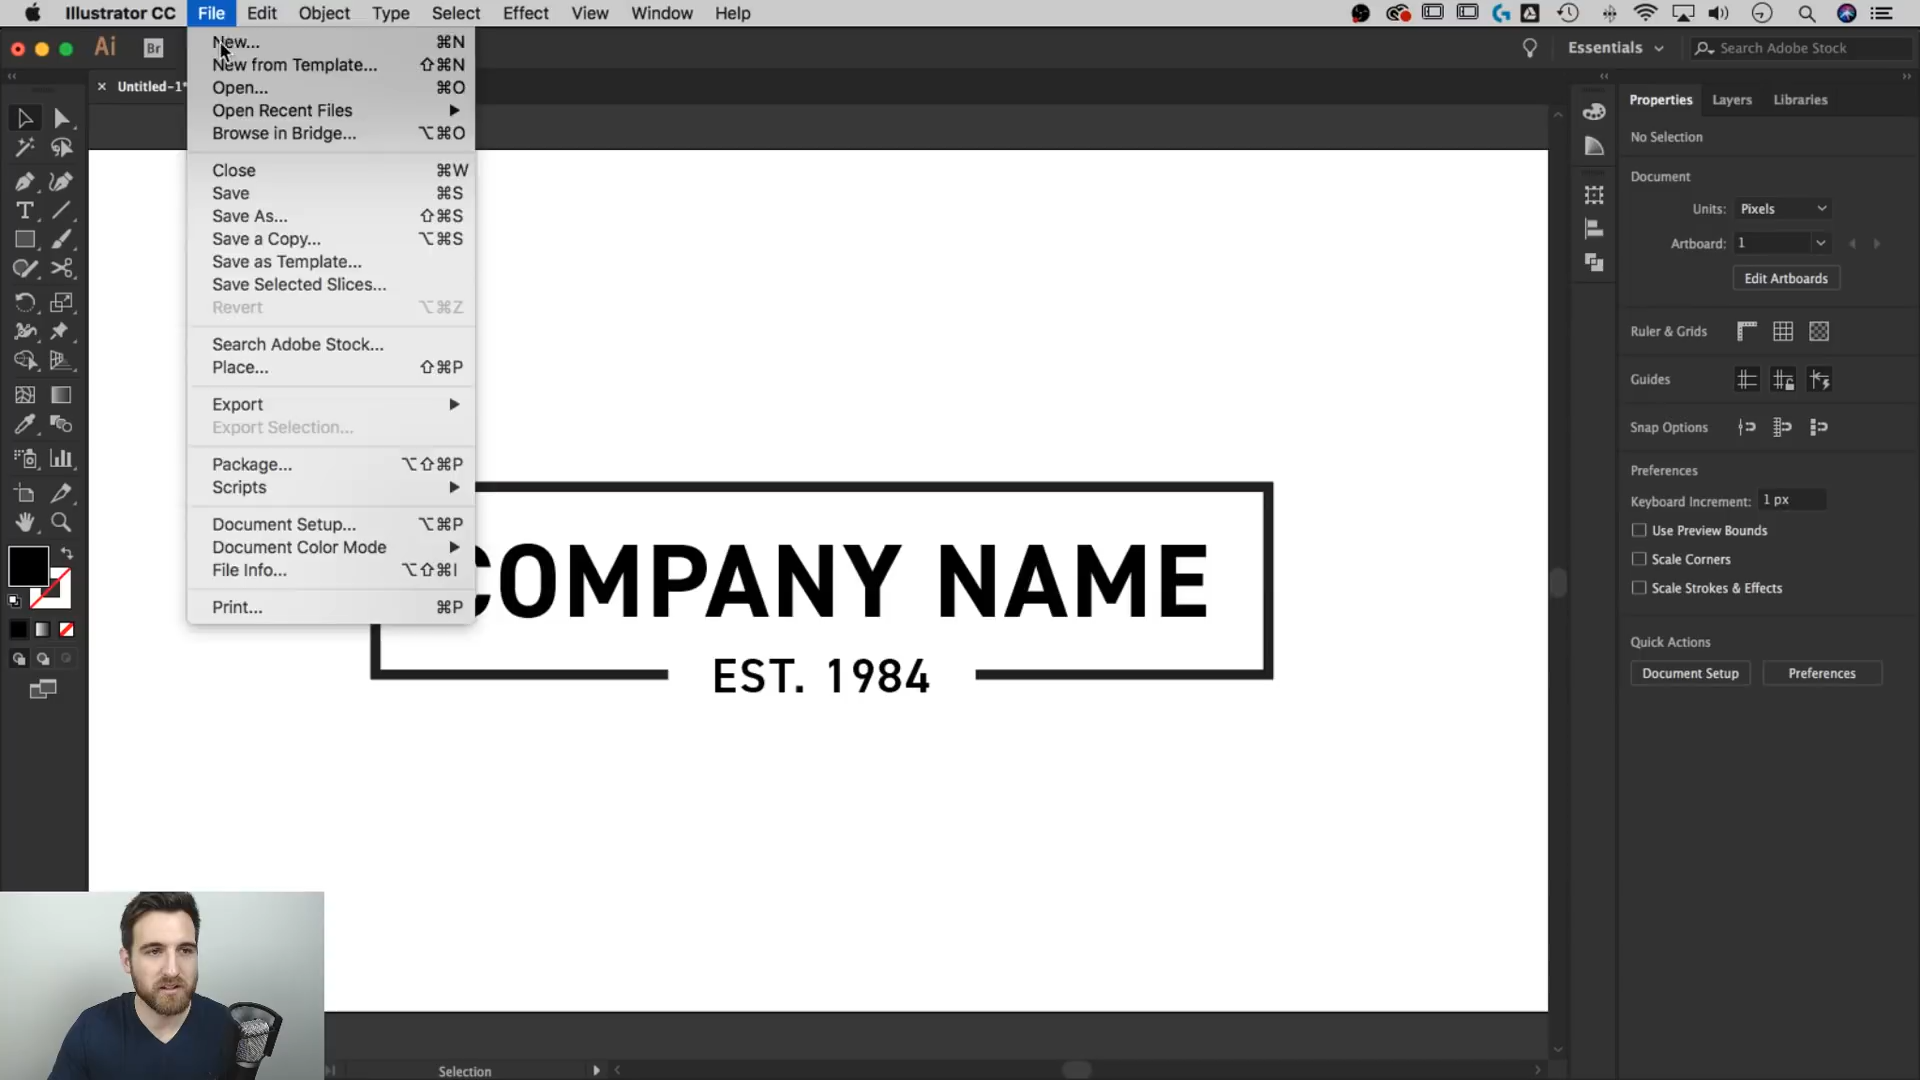 Illustrator CC File Edit Object Type Select Effect View Window Help
Ai Br Essentials Search Adobe Stock
× Untitled-1*
New... ⌘N
New from Template... ⇧⌘N
Open... ⌘O
Open Recent Files
Browse in Bridge... ⌥⌘O
Close ⌘W
Save ⌘S
Save As... ⇧⌘S
Save a Copy... ⌥⌘S
Save as Template...
Save Selected Slices...
Revert ⌥⌘Z
Search Adobe Stock...
Place... ⇧⌘P
Export
Export Selection...
Package... ⌥⇧⌘P
Scripts
Document Setup... ⌥⌘P
Document Color Mode
File Info... ⌥⇧⌘I
Print... ⌘P
COMPANY NAME
EST. 1984
Properties Layers Libraries
No Selection
Document
Units: Pixels
Artboard: 1
Edit Artboards
Ruler & Grids
Guides
Snap Options
Preferences
Keyboard Increment: 1 px
Use Preview Bounds
Scale Corners
Scale Strokes & Effects
Quick Actions
Document Setup Preferences
Selection